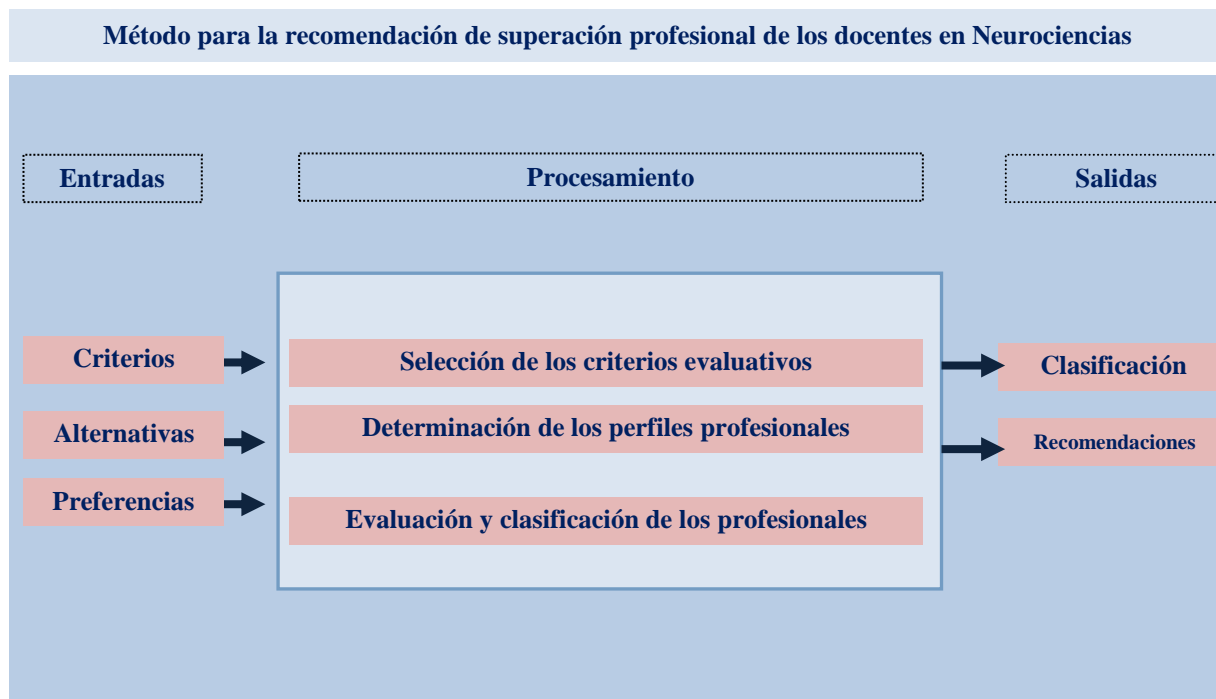 Método para la recomendación de superación profesional de los docentes en Neurociencias
Entradas
Procesamiento
Salidas
Criterios
Alternativas
Preferencias
Selección de los criterios evaluativos
Determinación de los perfiles profesionales
Evaluación y clasificación de los profesionales
Clasificación
Recomendaciones